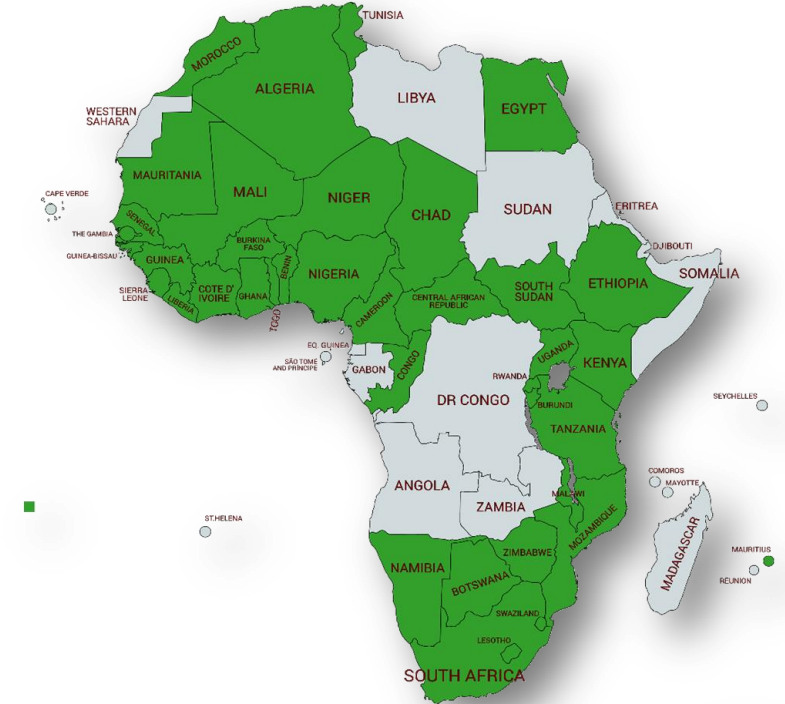 TUNISIA
MOROCCO
ALGERIA
LIBYA
EGYPT
WESTERN
SAHARA
MAURITANIA
MALI
NIGER
CHAD
SUDAN
ERITREA
CAPE VERDE
SENEGAL
THE GAMBIA
GUINEA-BISSAU
GUINEA
BURKINA
FASO
BENIN
NIGERIA
DJIBOUTI
SOMALIA
ETHIOPIA
SOUTH
SUDAN
CENTRAL AFRICAN
REPUBLIC
CAMEROON
SIERRA
LEONE
LIBERIA
COTE D'
IVOIRE
GHANA
TOGO
EQ. GUINEA
SÃO TOME
AND PRÍNCIPE
GABON
CONGO
UGANDA
KENYA
RWANDA
DR CONGO
BURUNDI
TANZANIA
SEYCHELLES
COMOROS
MAYOTTE
ANGOLA
ZAMBIA
MALAWI
MOZAMBIQUE
ST.HELENA
MADAGASCAR
MAURITIUS
REUNION
NAMIBIA
ZIMBABWE
BOTSWANA
SWAZILAND
LESOTHO
SOUTH AFRICA